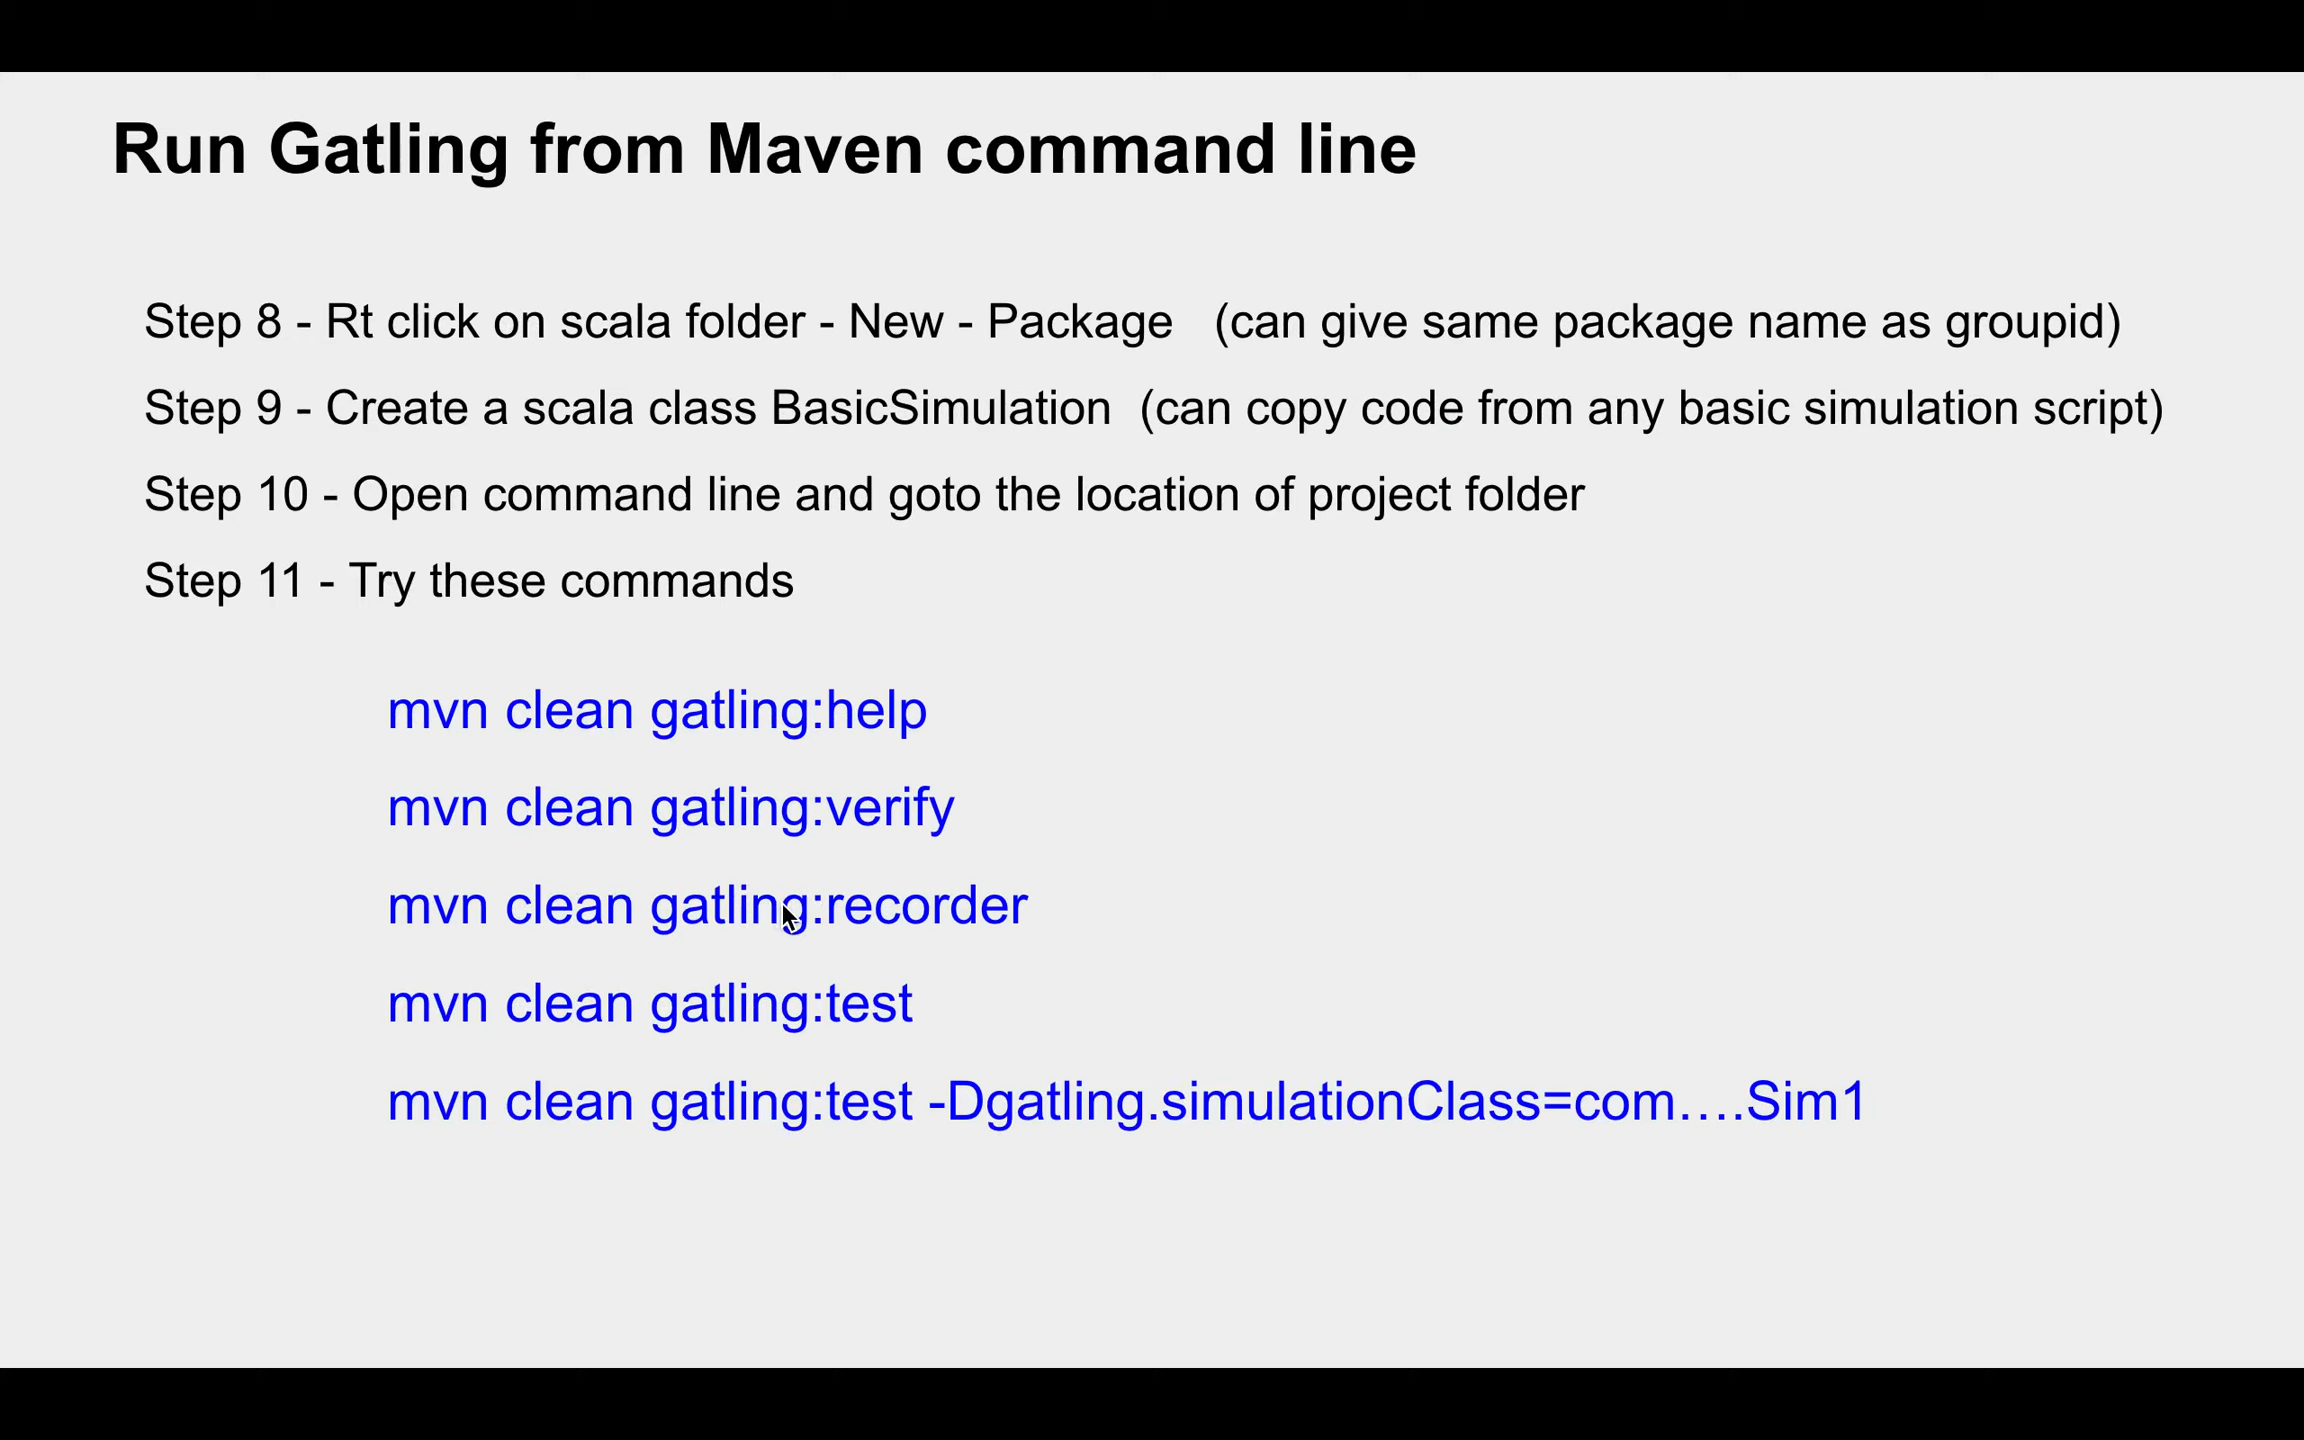 Run Gatling from Maven command line
Step 8 - Rt click on scala folder - New - Package (can give same package name as groupid)
Step 9 - Create a scala class BasicSimulation (can copy code from any basic simulation script)
Step 10 - Open command line and goto the location of project folder
Step 11 - Try these commands
mvn clean gatling:help
mvn clean gatling:verify
mvn clean gatling:recorder
mvn clean gatling:test
mvn clean gatling:test -Dgatling.simulationClass=com….Sim1